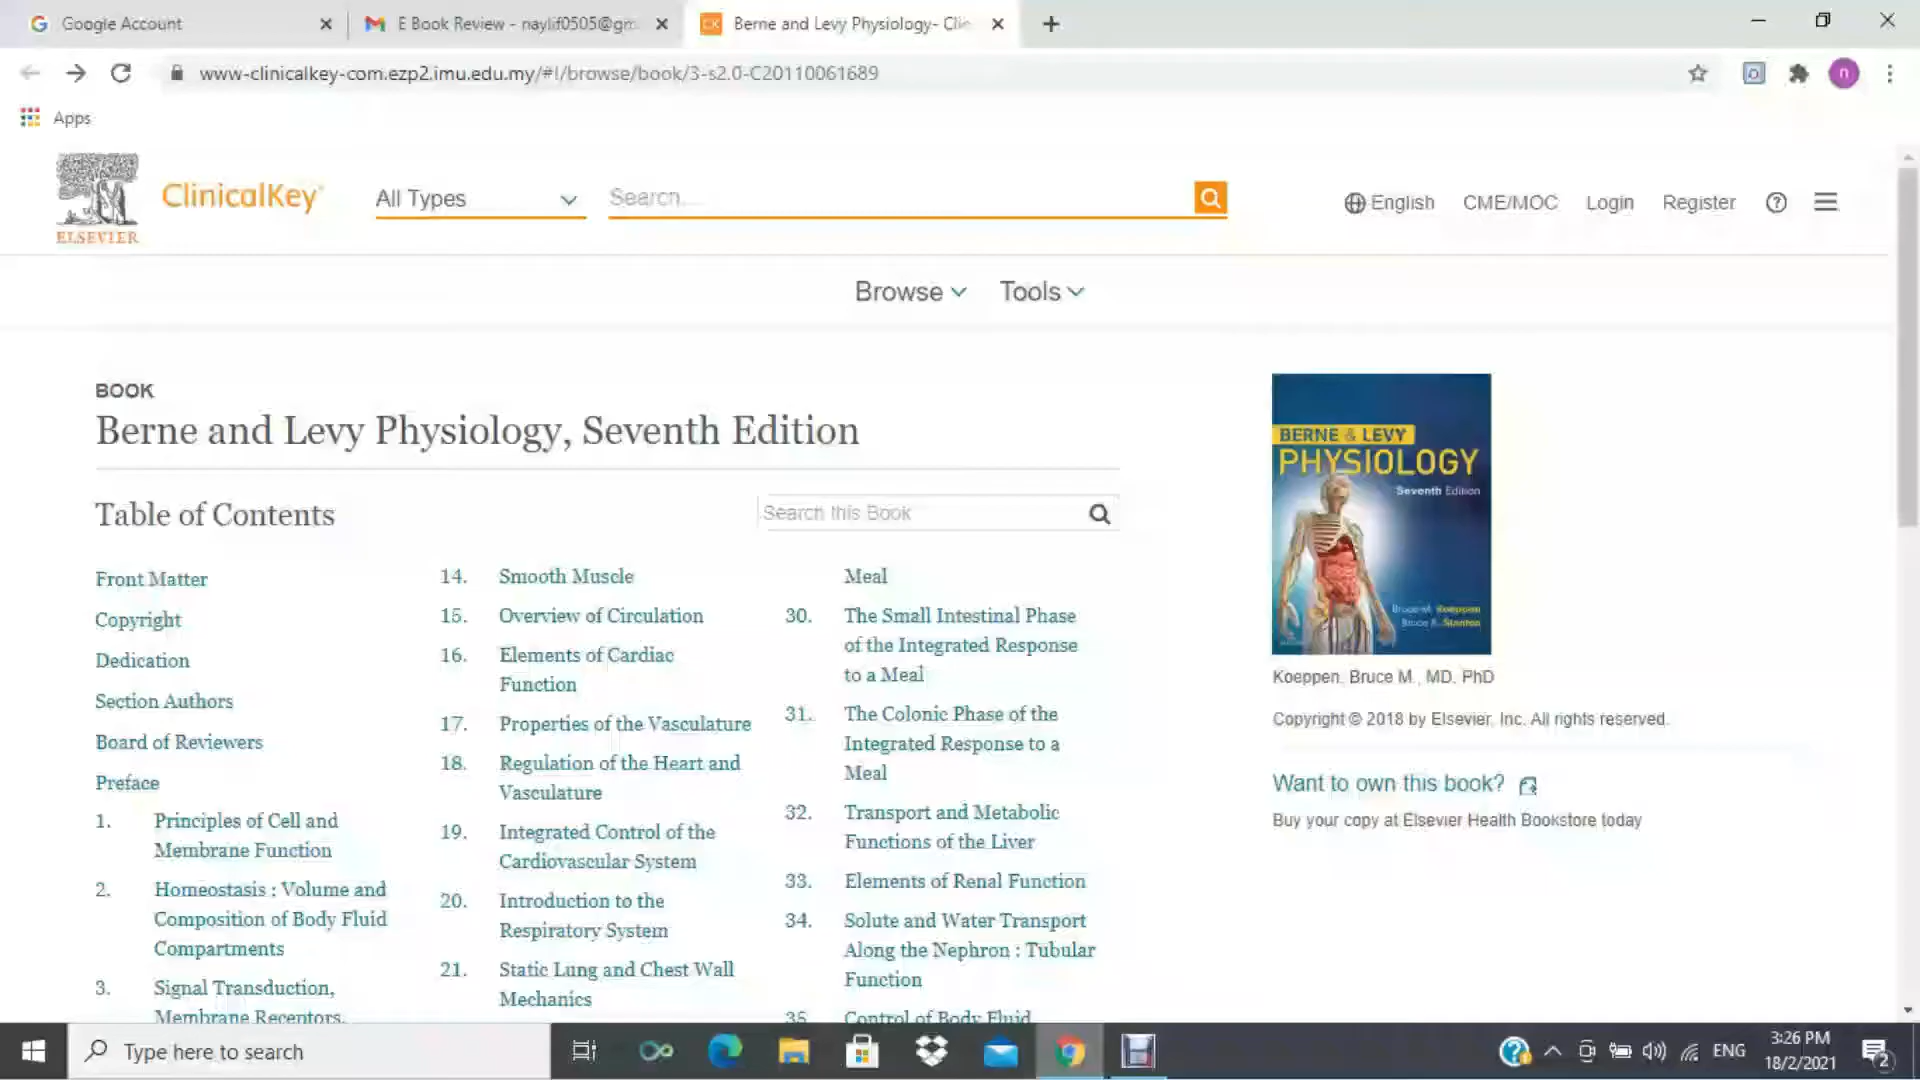 Google Account
E Book Review - naylif0505@gm
Berne and Levy Physiology- Clin
www-clinicalkey-com.ezp2.imu.edu.my/#!/browse/book/3-s2.0-C20110061689
n
Apps
ELSEVIER
ClinicalKey
All Types
Search...
English
CME/MOC
Login
Register
Browse
Tools
BOOK
Berne and Levy Physiology, Seventh Edition
Table of Contents
Search this Book
Front Matter
Copyright
Dedication
Section Authors
Board of Reviewers
Preface
1. Principles of Cell and
Membrane Function
2. Homeostasis : Volume and
Composition of Body Fluid
Compartments
3. Signal Transduction,
Membrane Receptors,
14. Smooth Muscle
15. Overview of Circulation
16. Elements of Cardiac
Function
17. Properties of the Vasculature
18. Regulation of the Heart and
Vasculature
19. Integrated Control of the
Cardiovascular System
20. Introduction to the
Respiratory System
21. Static Lung and Chest Wall
Mechanics
Meal
30. The Small Intestinal Phase
of the Integrated Response
to a Meal
31. The Colonic Phase of the
Integrated Response to a
Meal
32. Transport and Metabolic
Functions of the Liver
33. Elements of Renal Function
34. Solute and Water Transport
Along the Nephron : Tubular
Function
35. Control of Body Fluid
BERNE & LEVY
PHYSIOLOGY
Seventh Edition
Bruce M. Koeppen
Bruce A. Stanton
Koeppen, Bruce M., MD, PhD
Copyright © 2018 by Elsevier, Inc. All rights reserved.
Want to own this book?
Buy your copy at Elsevier Health Bookstore today
Type here to search
ENG
3:26 PM
18/2/2021
2